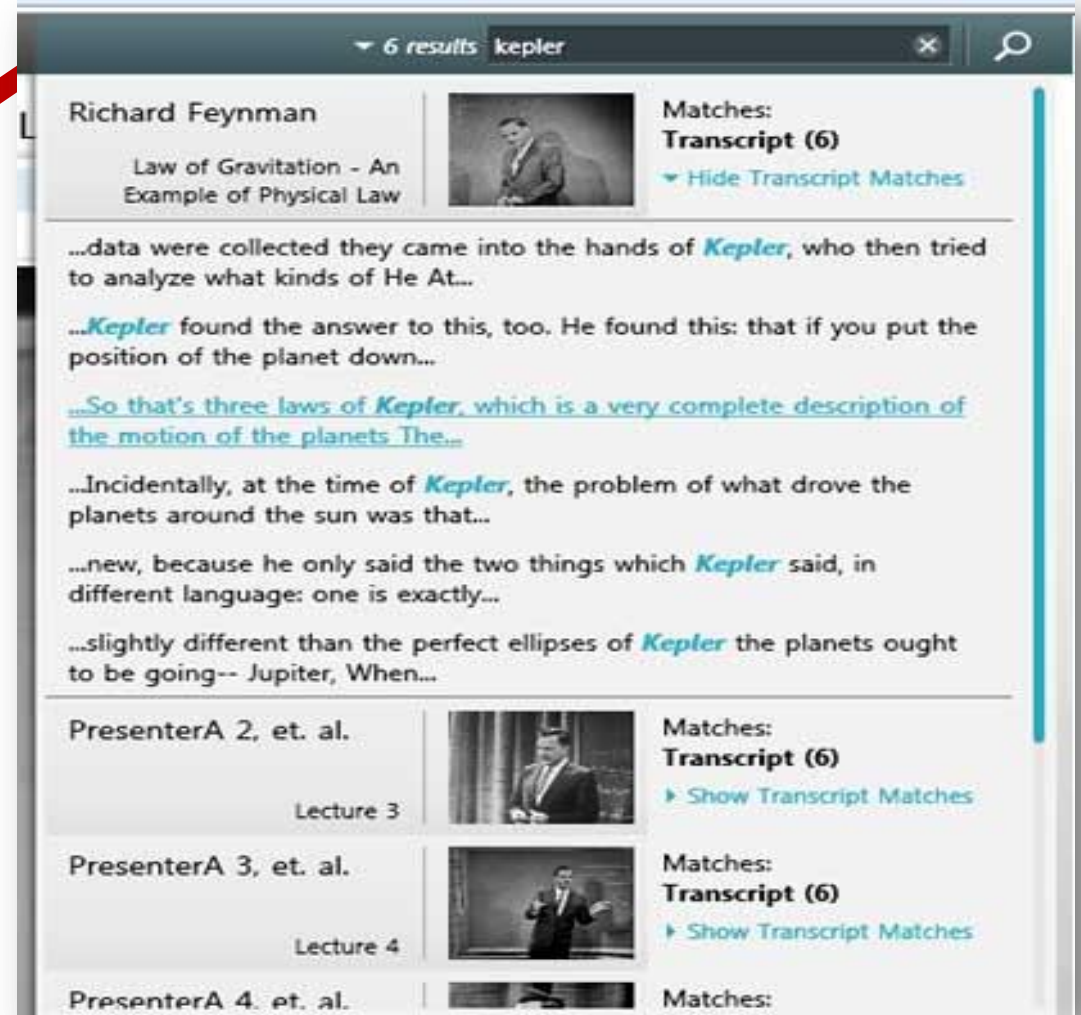 6 results kepler
L
Richard Feynman
Law of Gravitation - An
Example of Physical Law
Matches:
Transcript (6)
Hide Transcript Matches
...data were collected they came into the hands of Kepler, who then tried
to analyze what kinds of He At...
...Kepler found the answer to this, too. He found this: that if you put the
position of the planet down...
...So that's three laws of Kepler, which is a very complete description of
the motion of the planets The...
...Incidentally, at the time of Kepler, the problem of what drove the
planets around the sun was that...
...new, because he only said the two things which Kepler said, in
different language: one is exactly...
...slightly different than the perfect ellipses of Kepler the planets ought
to be going-- Jupiter, When...
PresenterA 2, et. al.
Lecture 3
Matches:
Transcript (6)
Show Transcript Matches
PresenterA 3, et. al.
Lecture 4
Matches:
Transcript (6)
Show Transcript Matches
PresenterA 4, et. al.
Matches: